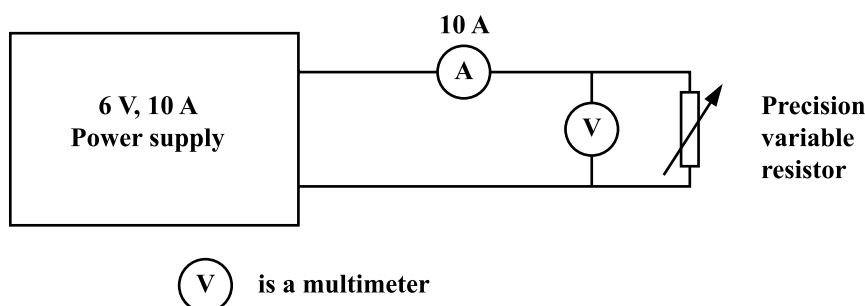 10 A
A
6 V, 10 A
Power supply
V
Precision
variable
resistor
V is a multimeter